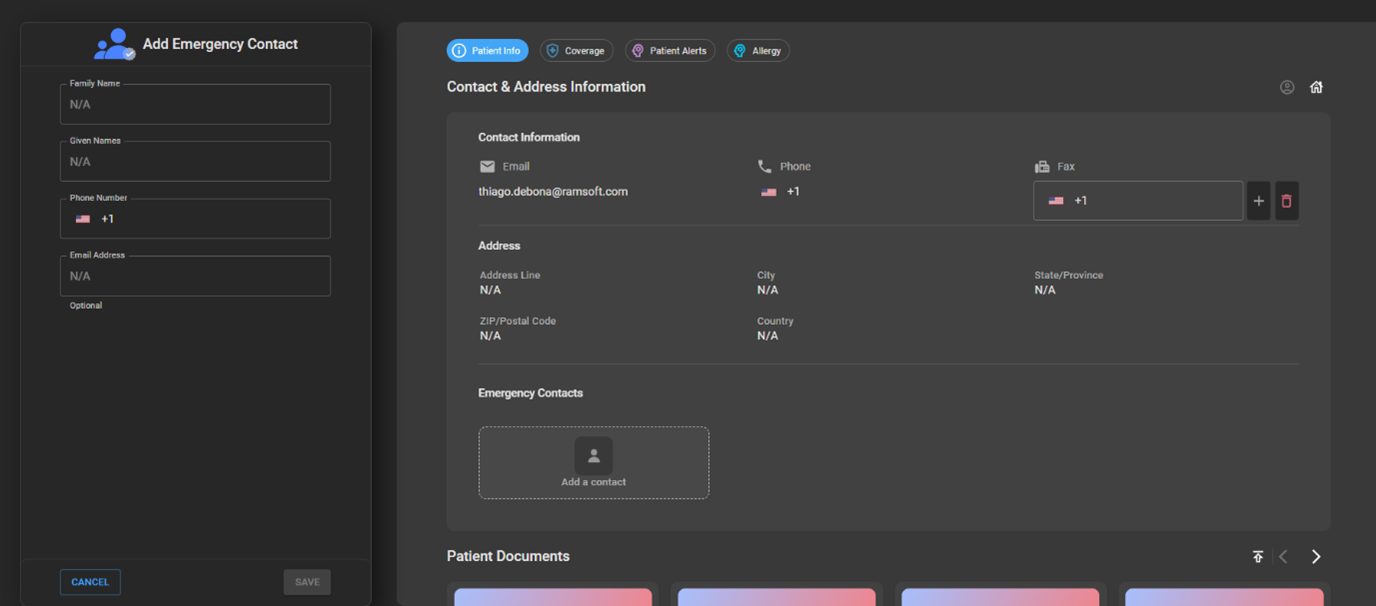 Add Emergency Contact
Family Name
N/A
Given Names
N/A
Phone Number
+1
Email Address
N/A
Optional
CANCEL
SAVE
Patient Info
Coverage
Patient Alerts
Allergy
Contact & Address Information
Contact Information
Email
Phone
Fax
thiago.debona@ramsoft.com
+1
+1
Address
Address Line
City
State/Province
N/A
N/A
N/A
ZIP/Postal Code
Country
N/A
N/A
Emergency Contacts
Add a contact
Patient Documents